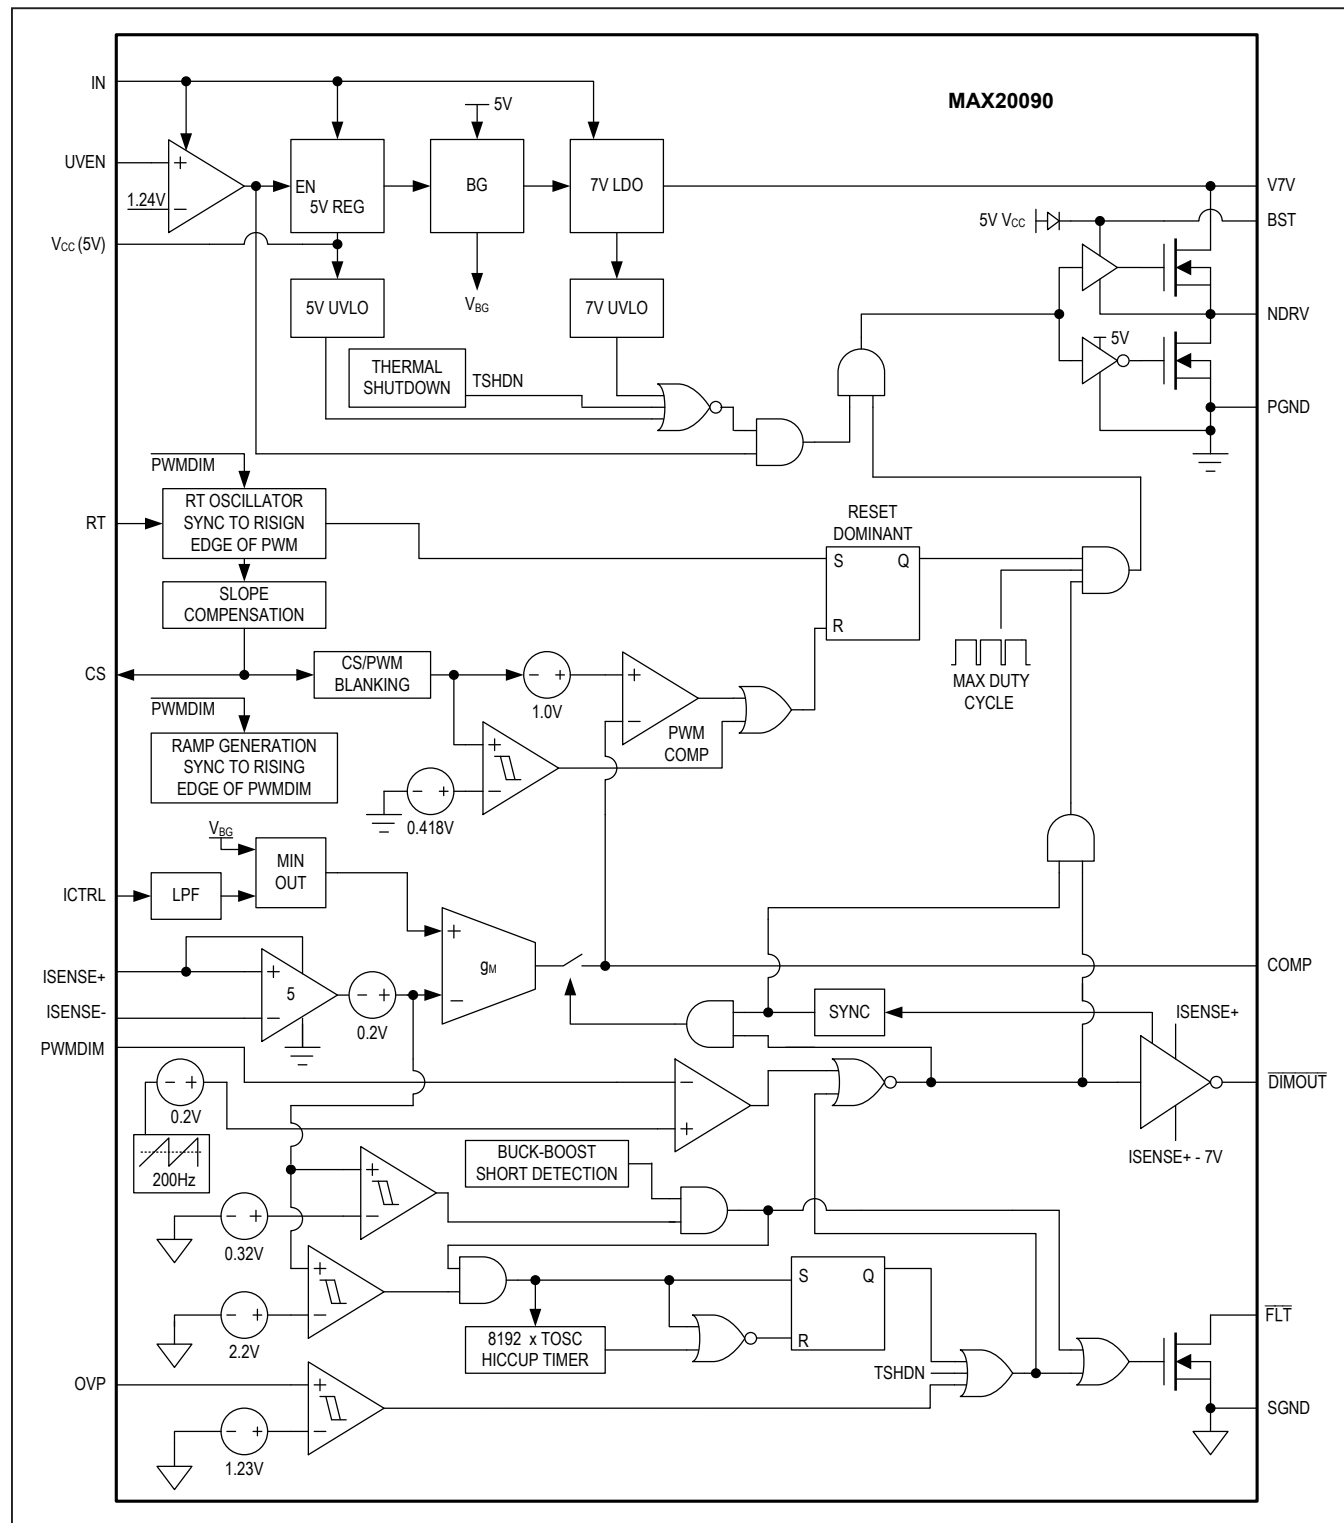 MAX20090
IN
5V
UVEN
+
1.24V
−
EN
5V REG
BG
7V LDO
V7V
5V VCC
BST
VCC (5V)
5V UVLO
VBG
7V UVLO
NDRV
5V
THERMAL
SHUTDOWN
TSHDN
PGND
PWMDIM
RT
RT OSCILLATOR
SYNC TO RISIGN
EDGE OF PWM
RESET
DOMINANT
S
Q
R
SLOPE
COMPENSATION
CS
CS/PWM
BLANKING
− +
1.0V
+
−
PWM
COMP
MAX DUTY
CYCLE
PWMDIM
RAMP GENERATION
SYNC TO RISING
EDGE OF PWMDIM
+
−
− +
0.418V
VBG
MIN
OUT
ICTRL
LPF
+
gM
−
COMP
ISENSE+
+
5
−
− +
0.2V
ISENSE-
SYNC
ISENSE+
PWMDIM
− +
0.2V
−
+
DIMOUT
ISENSE+ - 7V
200Hz
BUCK-BOOST
SHORT DETECTION
+
−
− +
0.32V
+
−
− +
2.2V
S
Q
R
8192 x TOSC
HICCUP TIMER
FLT
TSHDN
OVP
+
−
− +
1.23V
SGND